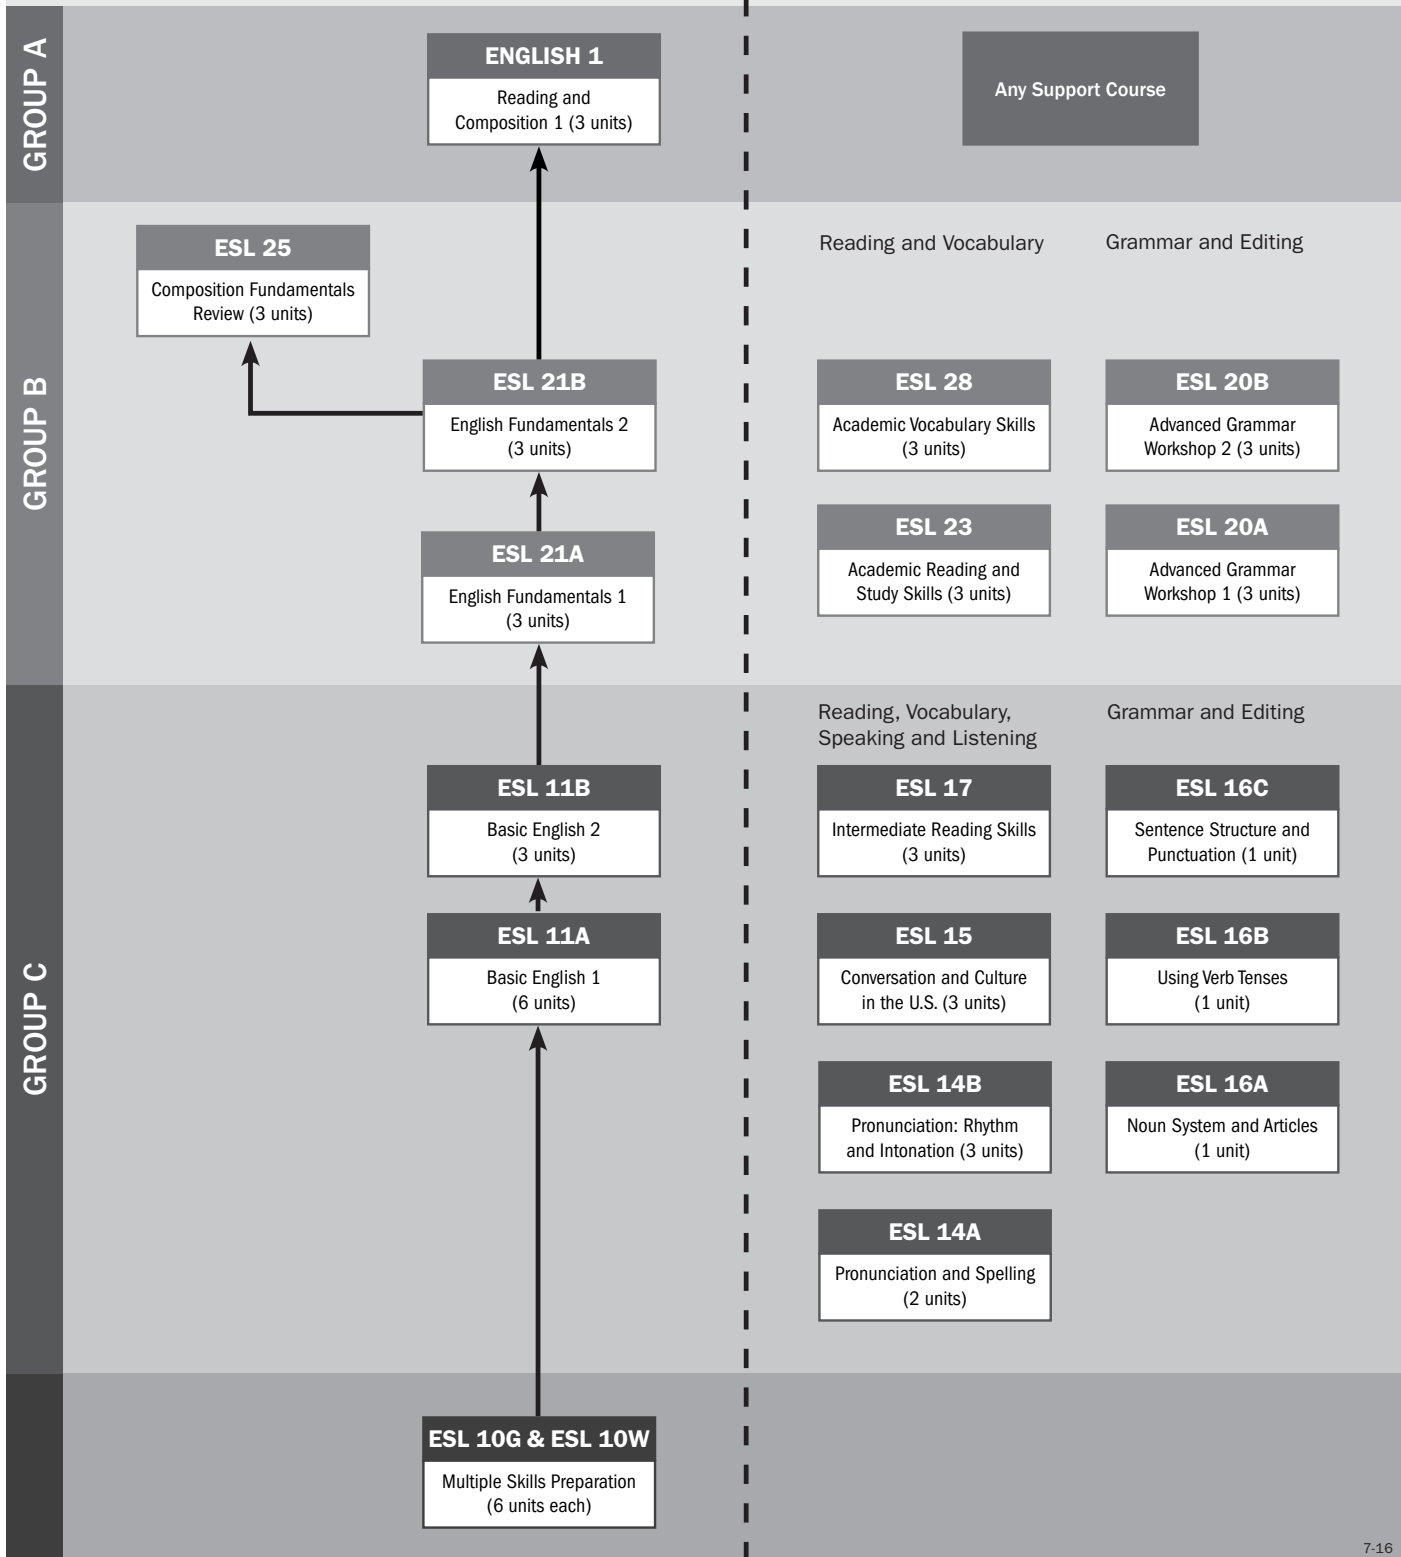 GROUP A
ENGLISH 1
Reading and
Composition 1 (3 units)
Any Support Course
GROUP B
ESL 25
Composition Fundamentals
Review (3 units)
ESL 21B
English Fundamentals 2
(3 units)
ESL 21A
English Fundamentals 1
(3 units)
Reading and Vocabulary
ESL 28
Academic Vocabulary Skills
(3 units)
ESL 23
Academic Reading and
Study Skills (3 units)
Grammar and Editing
ESL 20B
Advanced Grammar
Workshop 2 (3 units)
ESL 20A
Advanced Grammar
Workshop 1 (3 units)
GROUP C
ESL 11B
Basic English 2
(3 units)
ESL 11A
Basic English 1
(6 units)
Reading, Vocabulary,
Speaking and Listening
ESL 17
Intermediate Reading Skills
(3 units)
ESL 15
Conversation and Culture
in the U.S. (3 units)
ESL 14B
Pronunciation: Rhythm
and Intonation (3 units)
ESL 14A
Pronunciation and Spelling
(2 units)
Grammar and Editing
ESL 16C
Sentence Structure and
Punctuation (1 unit)
ESL 16B
Using Verb Tenses
(1 unit)
ESL 16A
Noun System and Articles
(1 unit)
ESL 10G & ESL 10W
Multiple Skills Preparation
(6 units each)
7-16